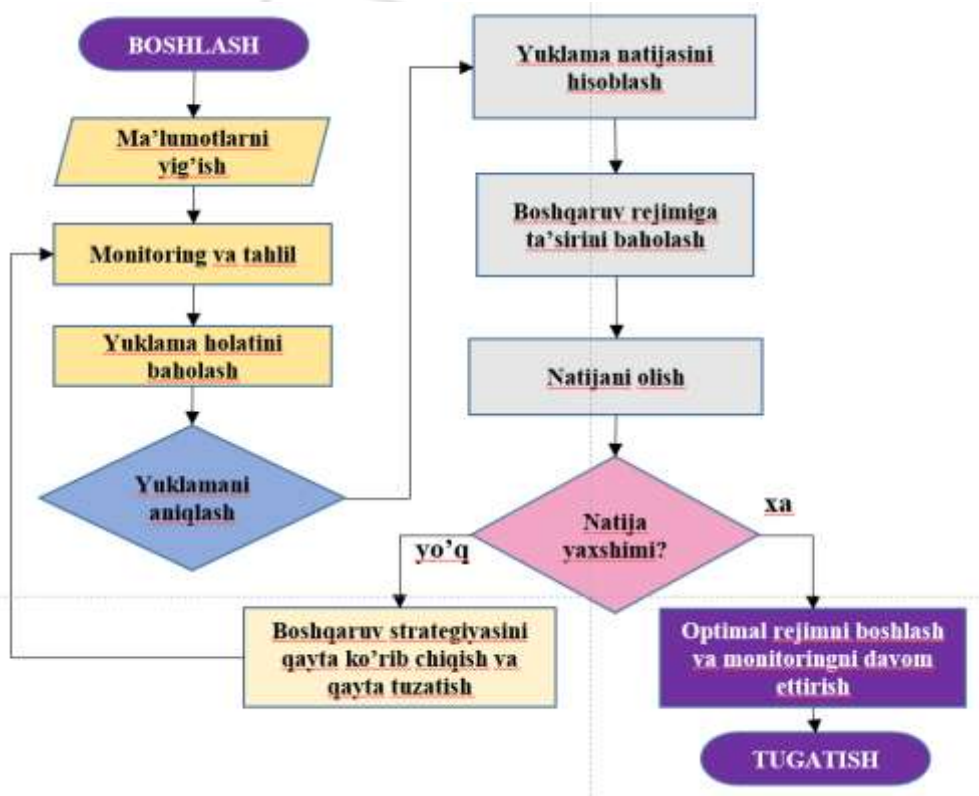 BOSHLASH
Ma’lumotlarni
yig’ish
Monitoring va tahlil
Yuklama holatini
baholash
Yuklamani
aniqlash
Yuklama natijasini
hisoblash
Boshqaruv rejimiga
ta’sirini baholash
Natijani olish
Natija
yaxshimi?
xa
yo’q
Boshqaruv strategiyasini
qayta ko’rib chiqish va
qayta tuzatish
Optimal rejimni boshlash
va monitoringni davom
ettirish
TUGATISH